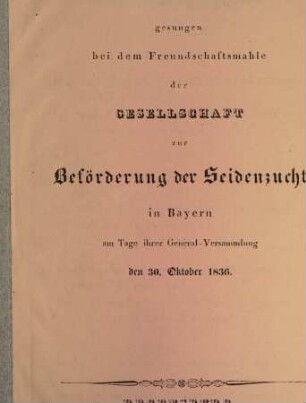 gesungen
bei dem Freundschaftsmahle
der
GESELLSCHAFT
zur
Beförderung der Seidenzucht
in Bayern
am Tage ihrer General-Versammlung
den 30. Oktober 1836.